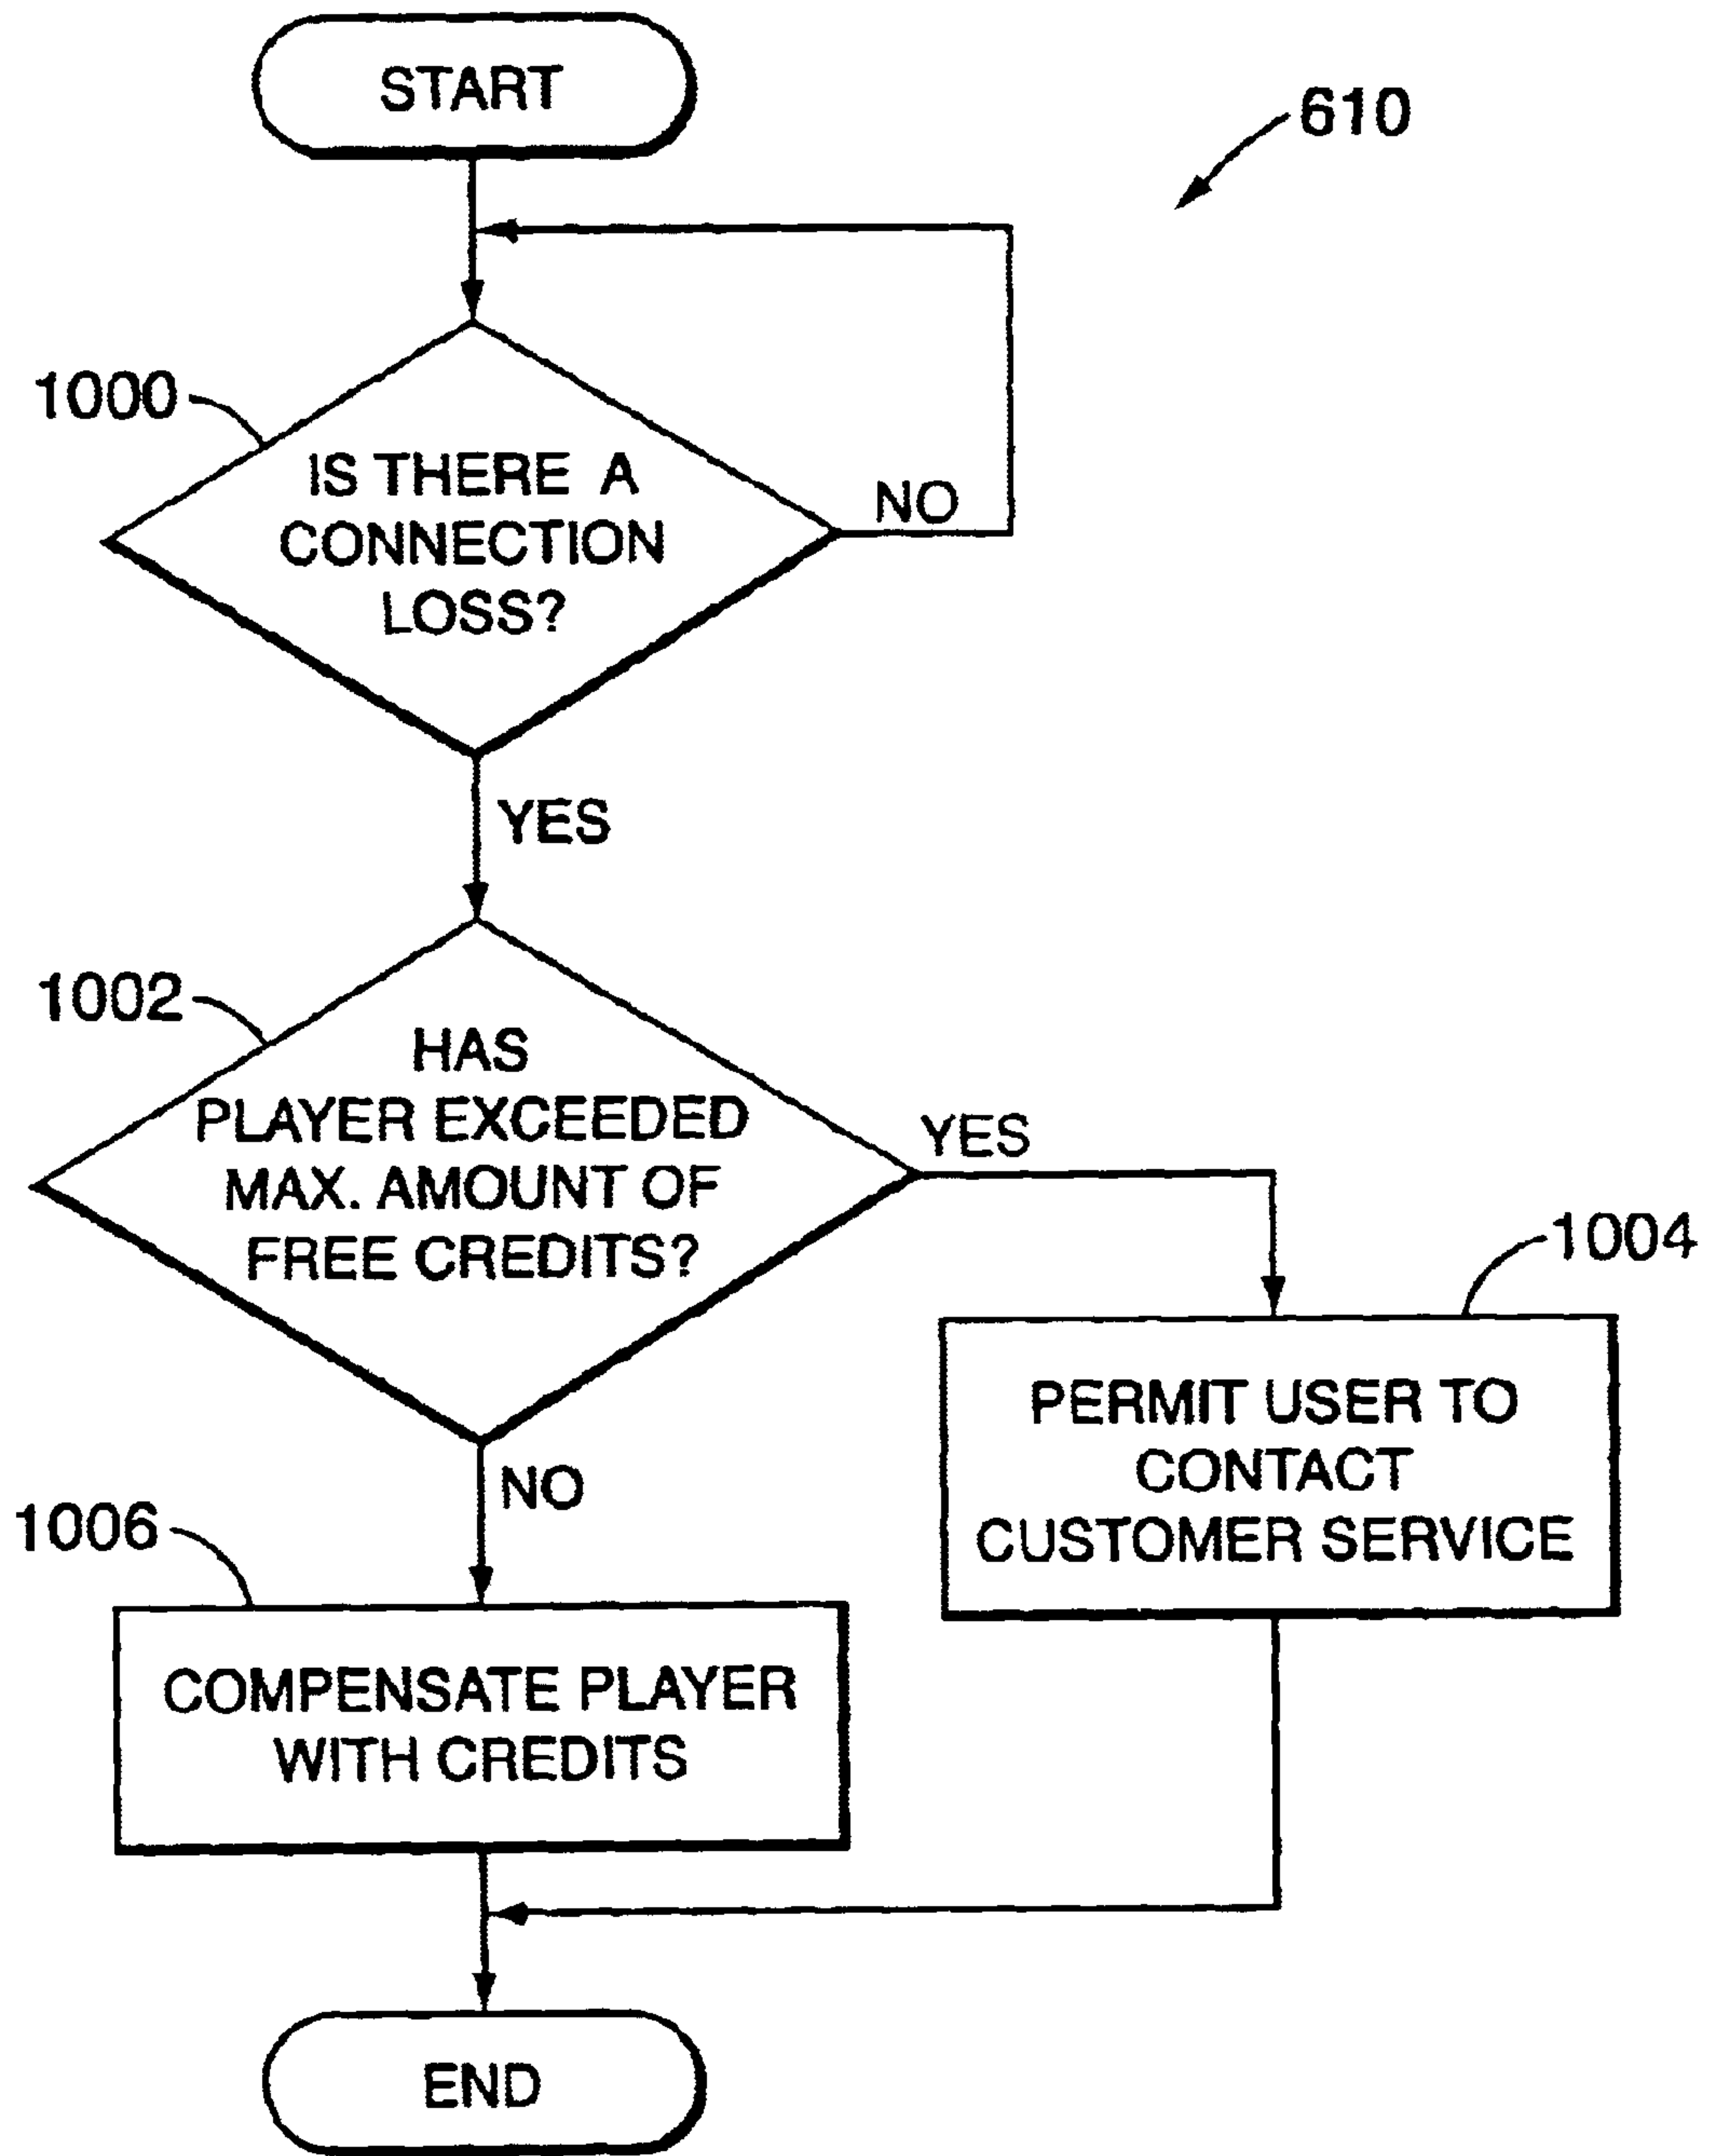 START
610
1000
IS THERE A
CONNECTION
LOSS?
NO
YES
1002
HAS
PLAYER EXCEEDED
MAX. AMOUNT OF
FREE CREDITS?
YES
1004
PERMIT USER TO
CONTACT
CUSTOMER SERVICE
NO
1006
COMPENSATE PLAYER
WITH CREDITS
END